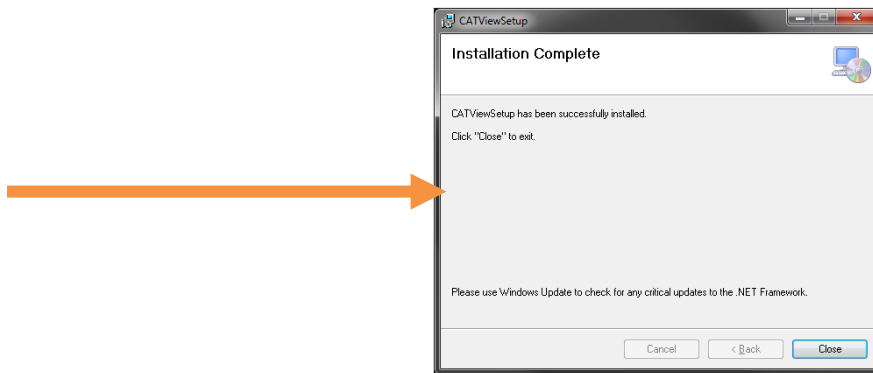 CATViewSetup
Installation Complete
CATViewSetup has been successfully installed.
Click "Close" to exit.
Please use Windows Update to check for any critical updates to the .NET Framework.
Cancel
< Back
Close